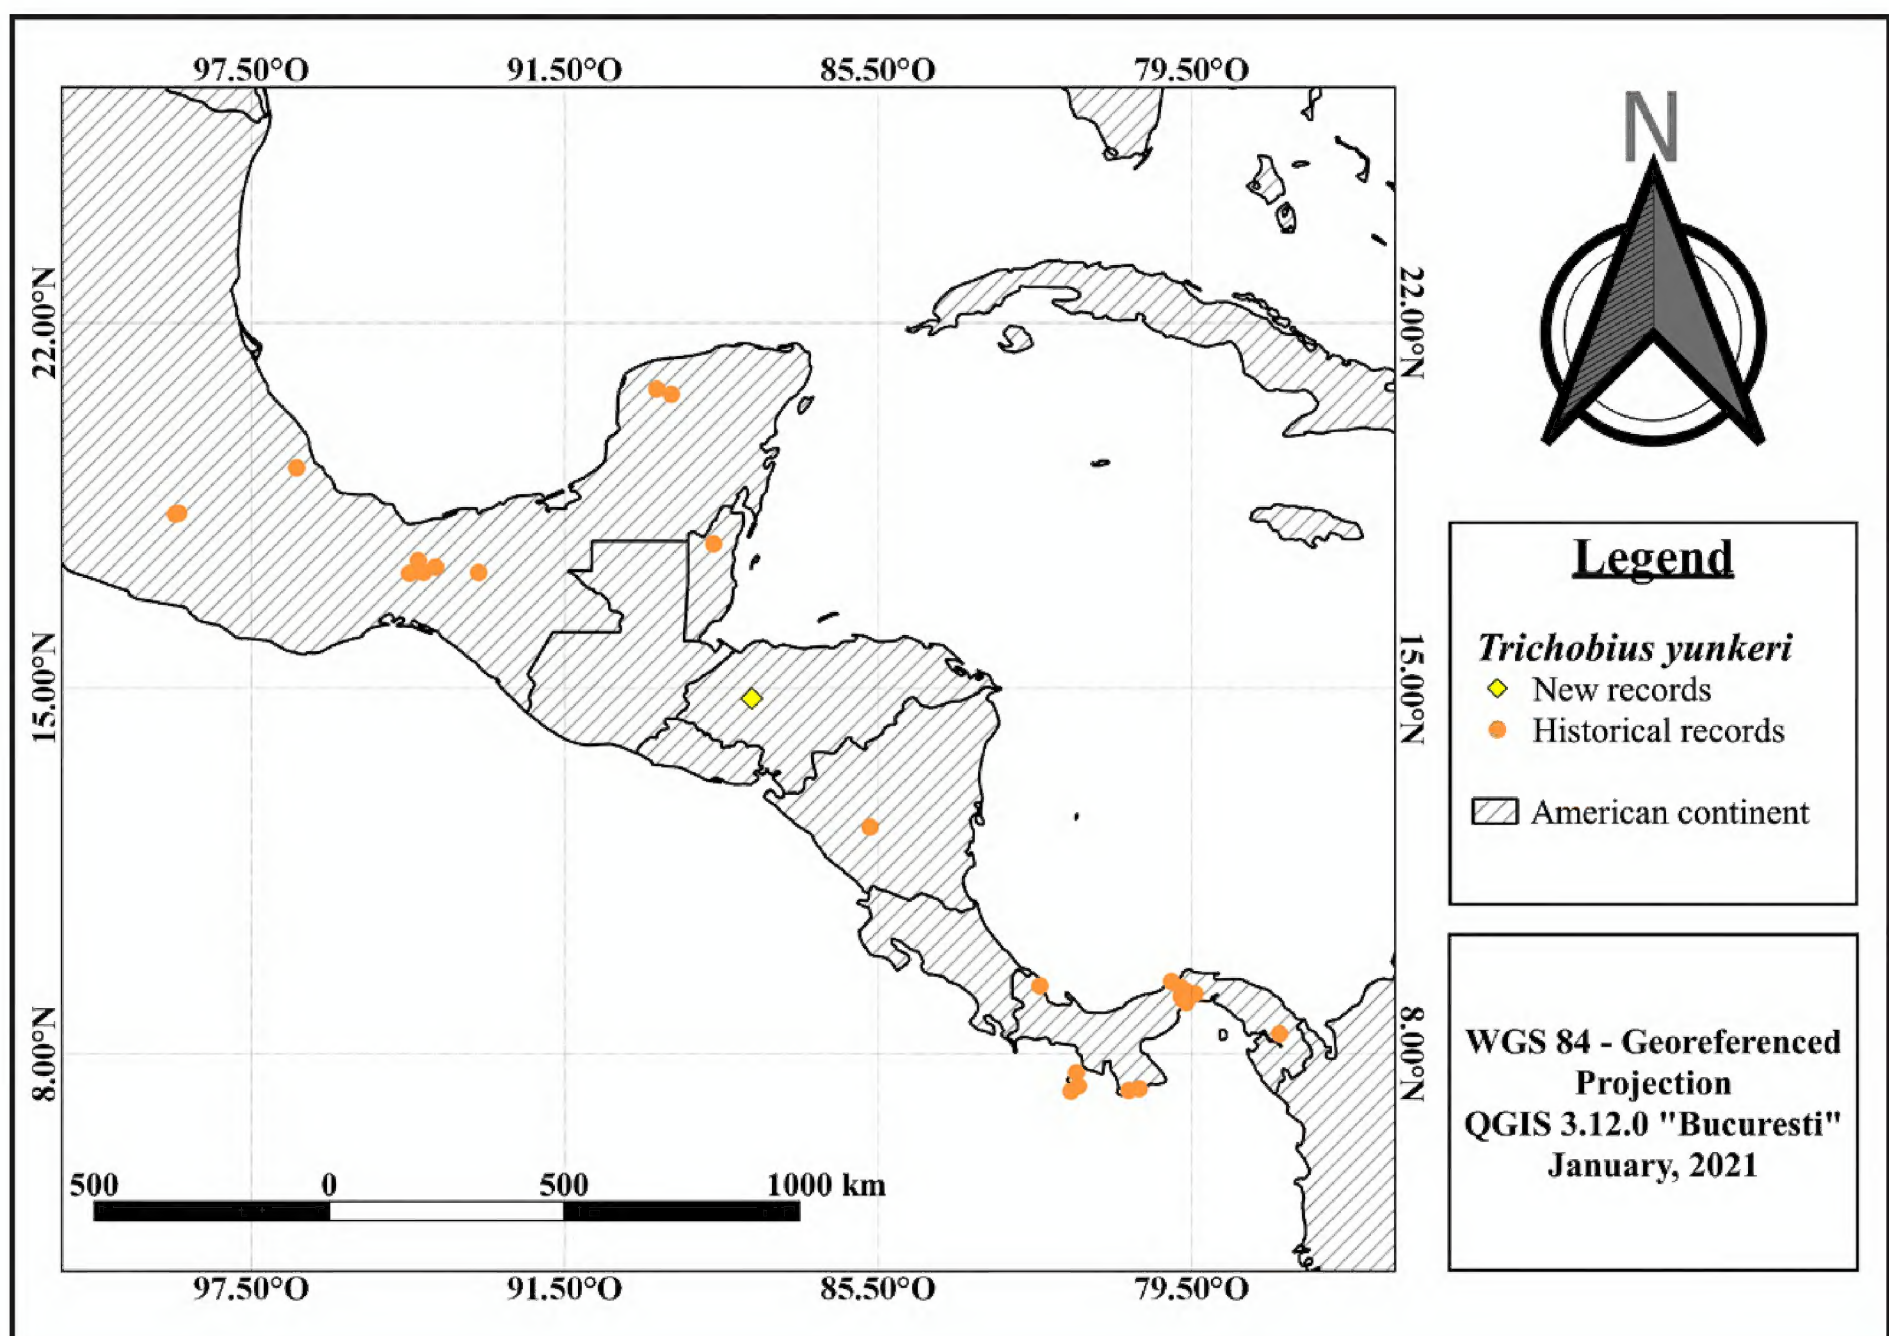 97.50°O 91.50°O 85.50°O 79.50°O
N
22.00°N
22.00°N
15.00°N
15.00°N
8.00°N
8.00°N
Legend
Trichobius yunkeri
New records
Historical records
American continent
WGS 84 - Georeferenced
Projection
QGIS 3.12.0 "Bucuresti"
January, 2021
500 0 500 1000 km
97.50°O 91.50°O 85.50°O 79.50°O